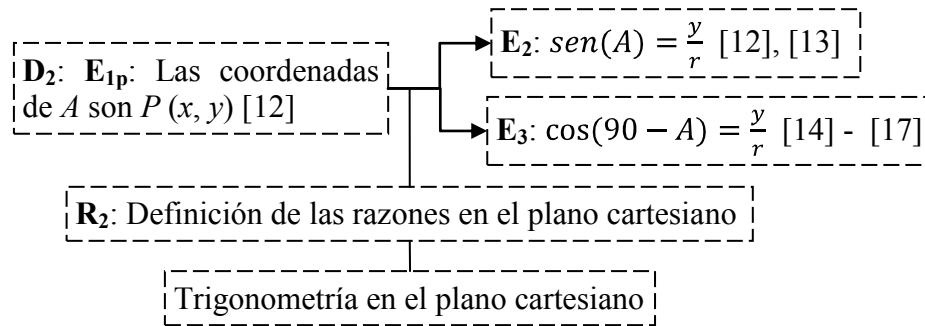 D₂: E₁ₚ: Las coordenadas
de A son P (x, y) [12]
E₂: sen(A) = y/r [12], [13]
E₃: cos(90 − A) = y/r [14] - [17]
R₂: Definición de las razones en el plano cartesiano
Trigonometría en el plano cartesiano